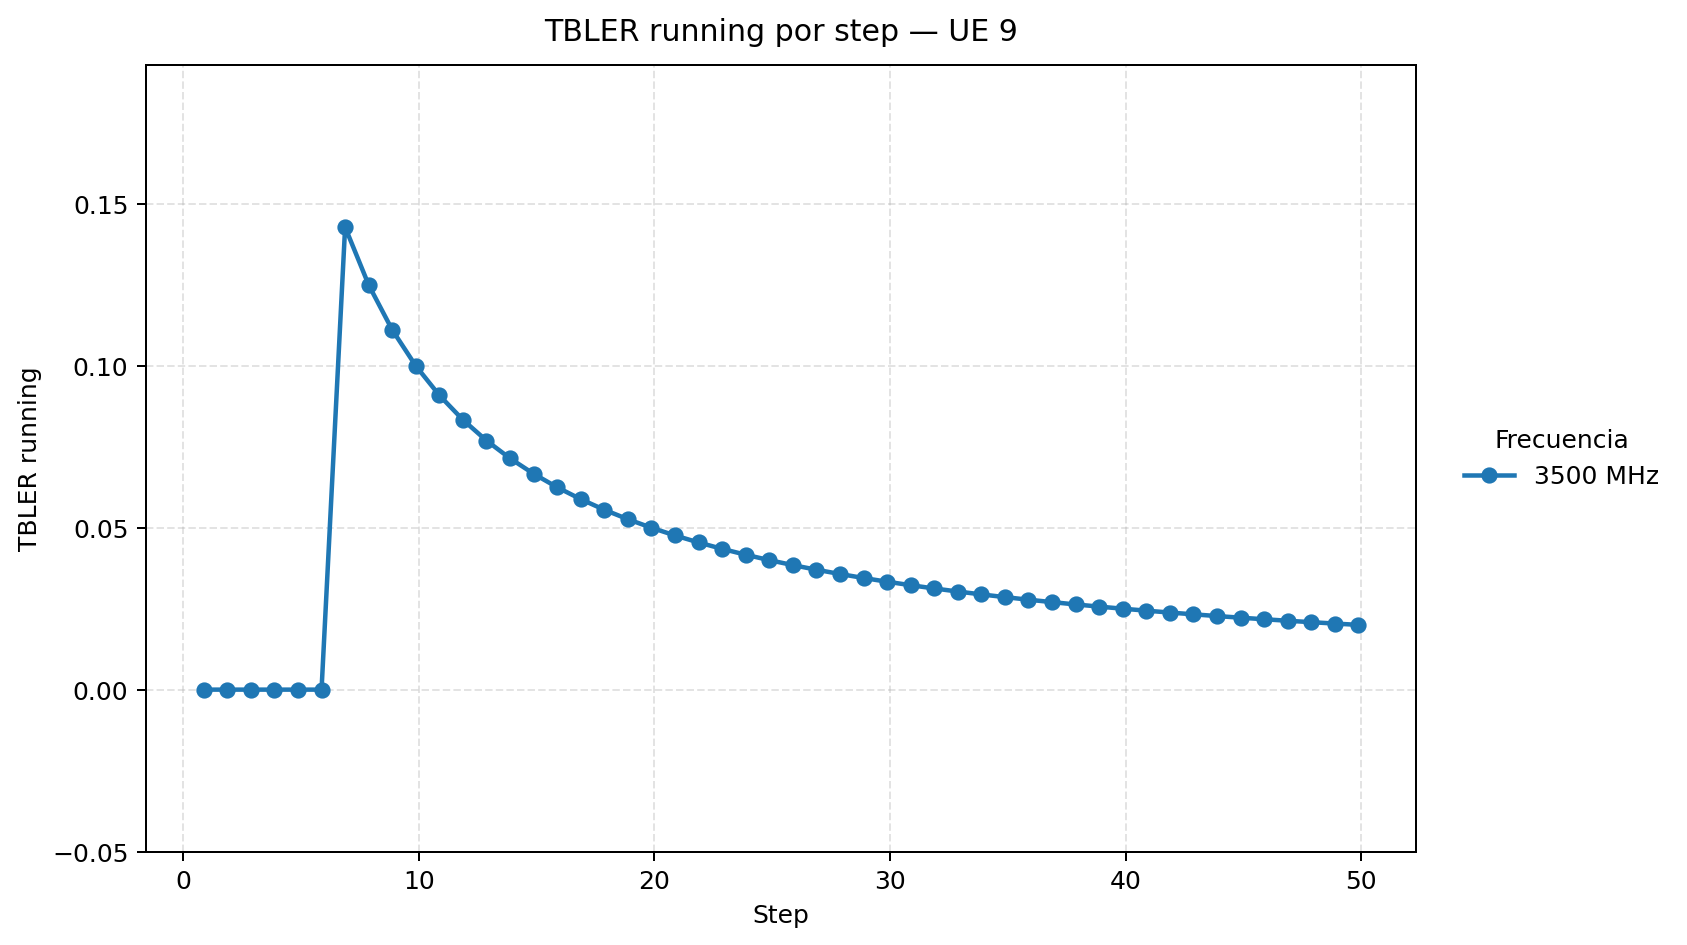 TBLER running por step — UE 9
TBLER running
0.15
0.10
0.05
0.00
−0.05
0 10 20 30 40 50
Step
Frecuencia
3500 MHz